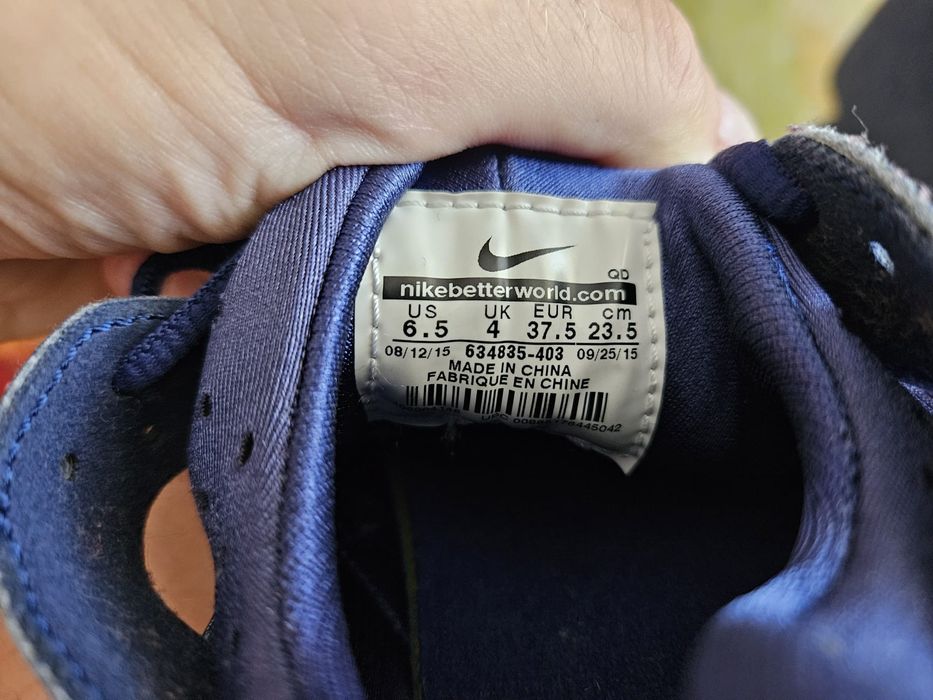 QD
nikebetterworld.com
US UK EUR cm
6.5 4 37.5 23.5
08/12/15 634835-403 09/25/15
MADE IN CHINA
FABRIQUE EN CHINE